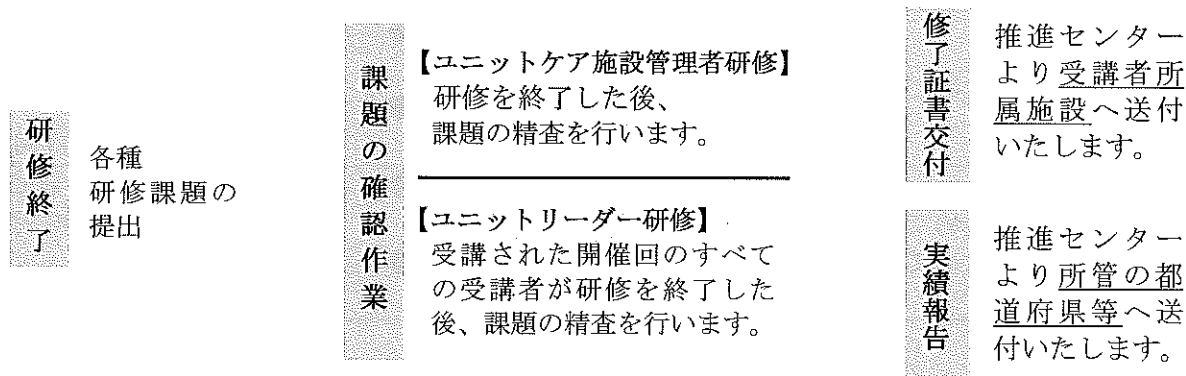 研修終了
各種
研修課題の
提出
課題の確認作業
【ユニットケア施設管理者研修】
研修を終了した後、
課題の精査を行います。
【ユニットリーダー研修】
受講された開催回のすべて
の受講者が研修を終了した
後、課題の精査を行います。
修了証書交付
推進センター
より受講者所
属施設へ送付
いたします。
実績報告
推進センター
より所管の都
道府県等へ送
付いたします。